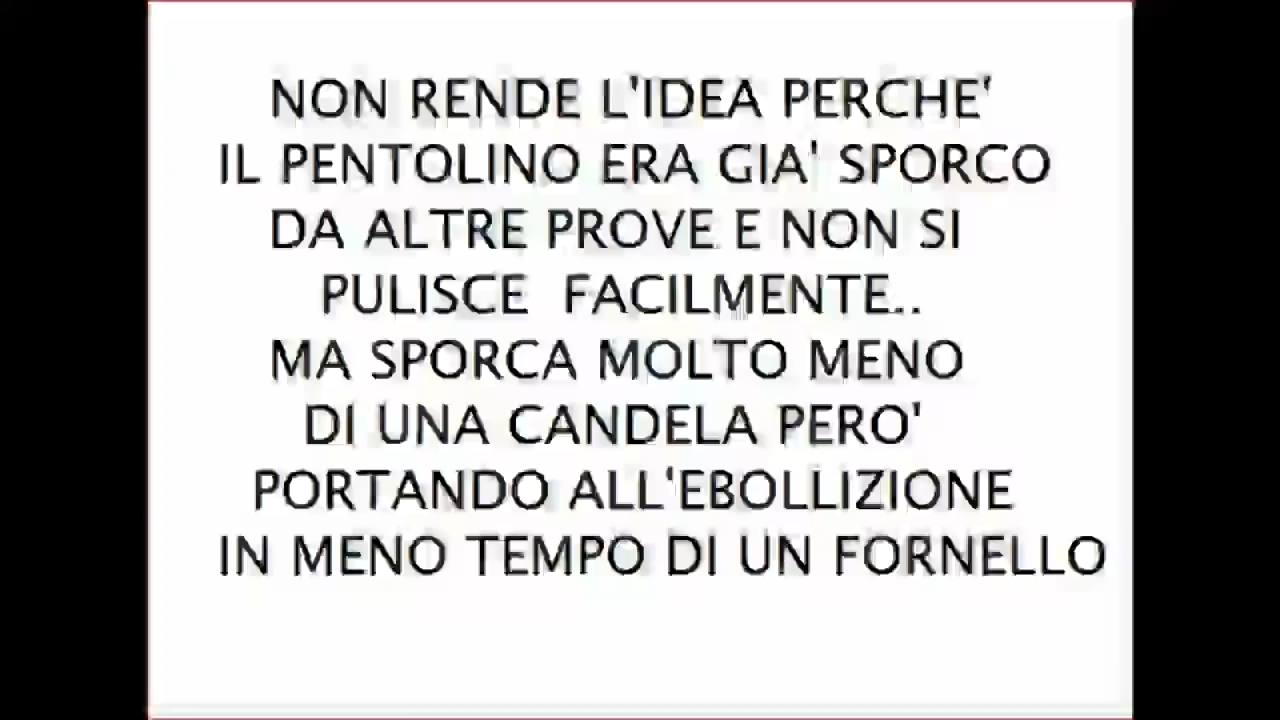 NON RENDE L'IDEA PERCHE'
IL PENTOLINO ERA GIA' SPORCO
DA ALTRE PROVE E NON SI
PULISCE FACILMENTE..
MA SPORCA MOLTO MENO
DI UNA CANDELA PERO'
PORTANDO ALL'EBOLLIZIONE
IN MENO TEMPO DI UN FORNELLO